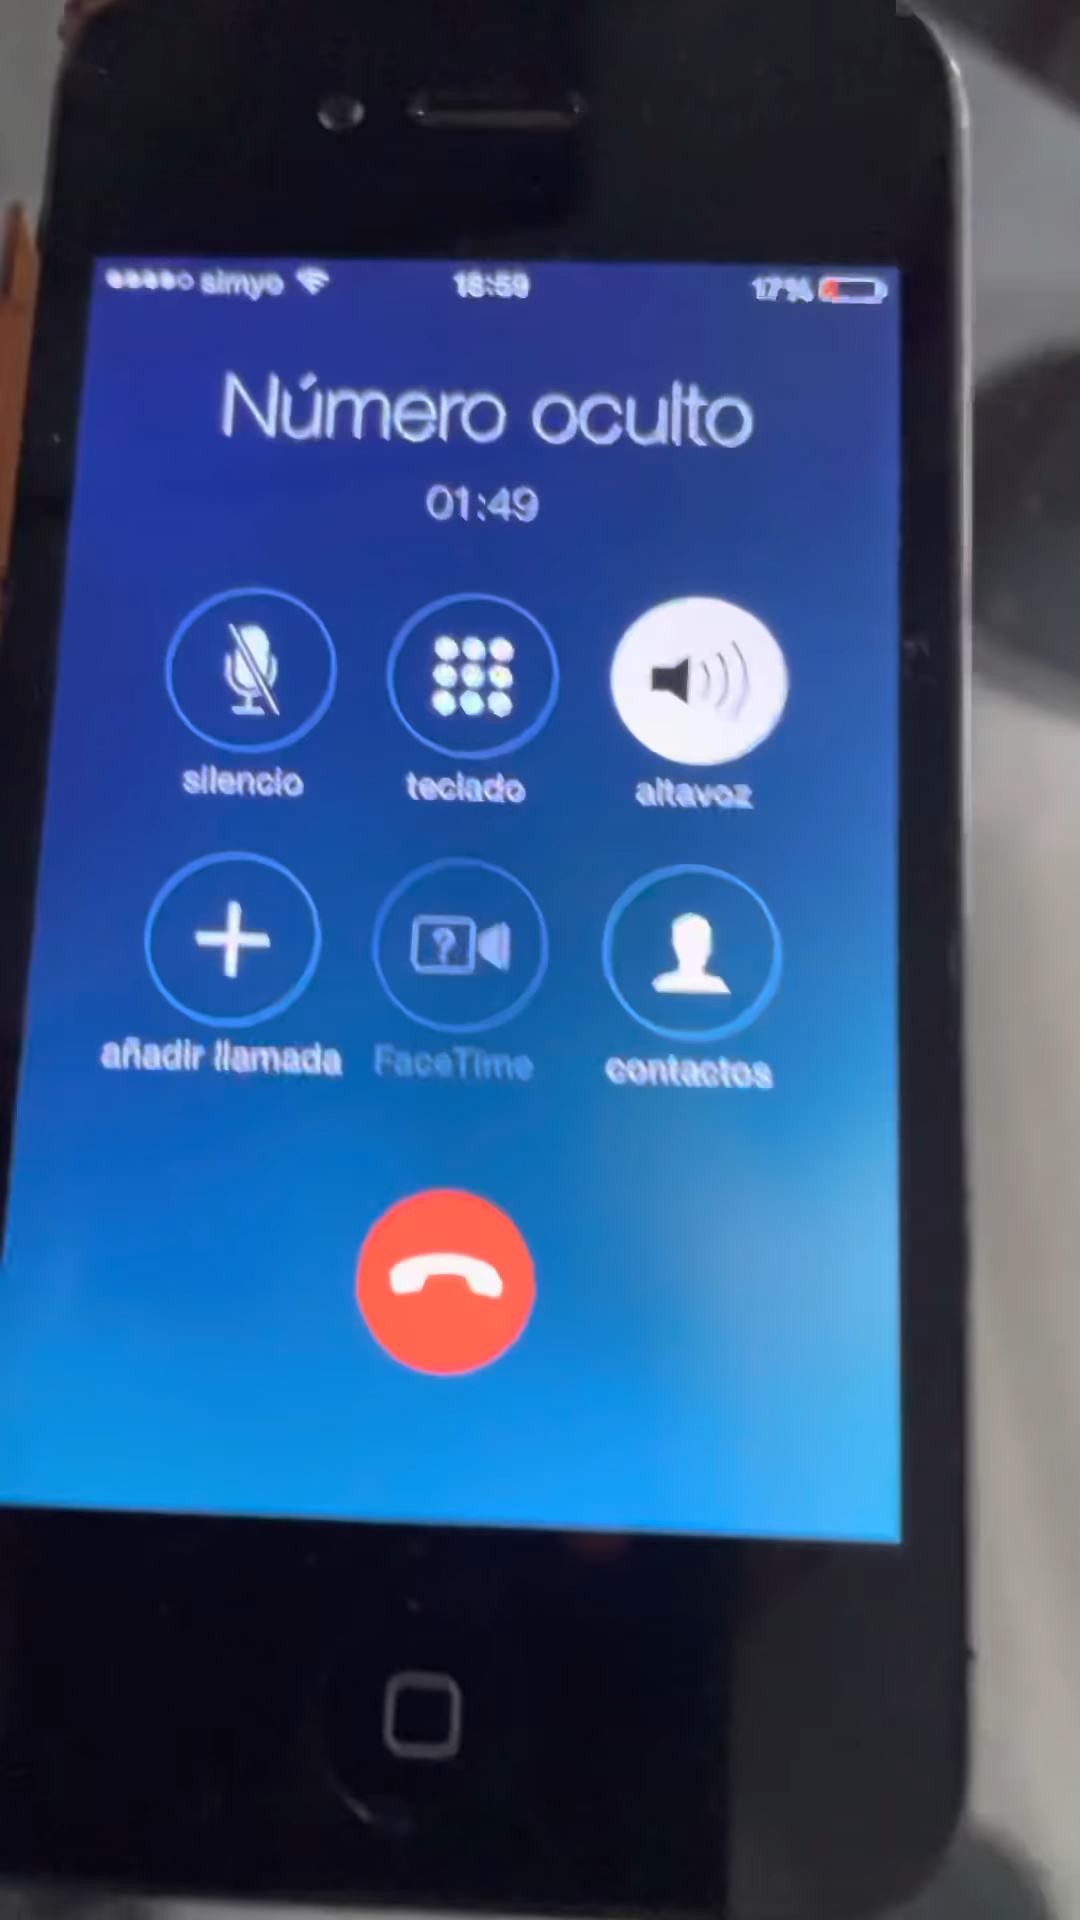 simyo 18:59 17%
Número oculto
01:49
silencio teclado altavoz
añadir llamada FaceTime contactos